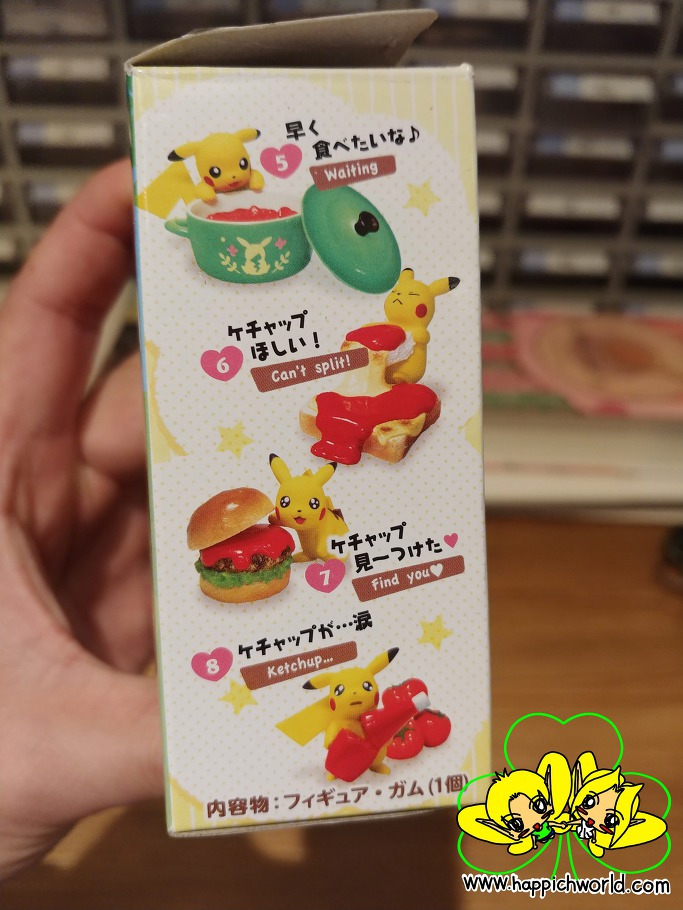 早く
食べたいな♪
5
Waiting
ケチャップ
ほしい！
6
Can't split!
ケチャップ
見〜つけた♥
7
Find you♥
ケチャップが…涙
8
Ketchup...
内容物：フィギュア・ガム(1個)
www.happichworld.com